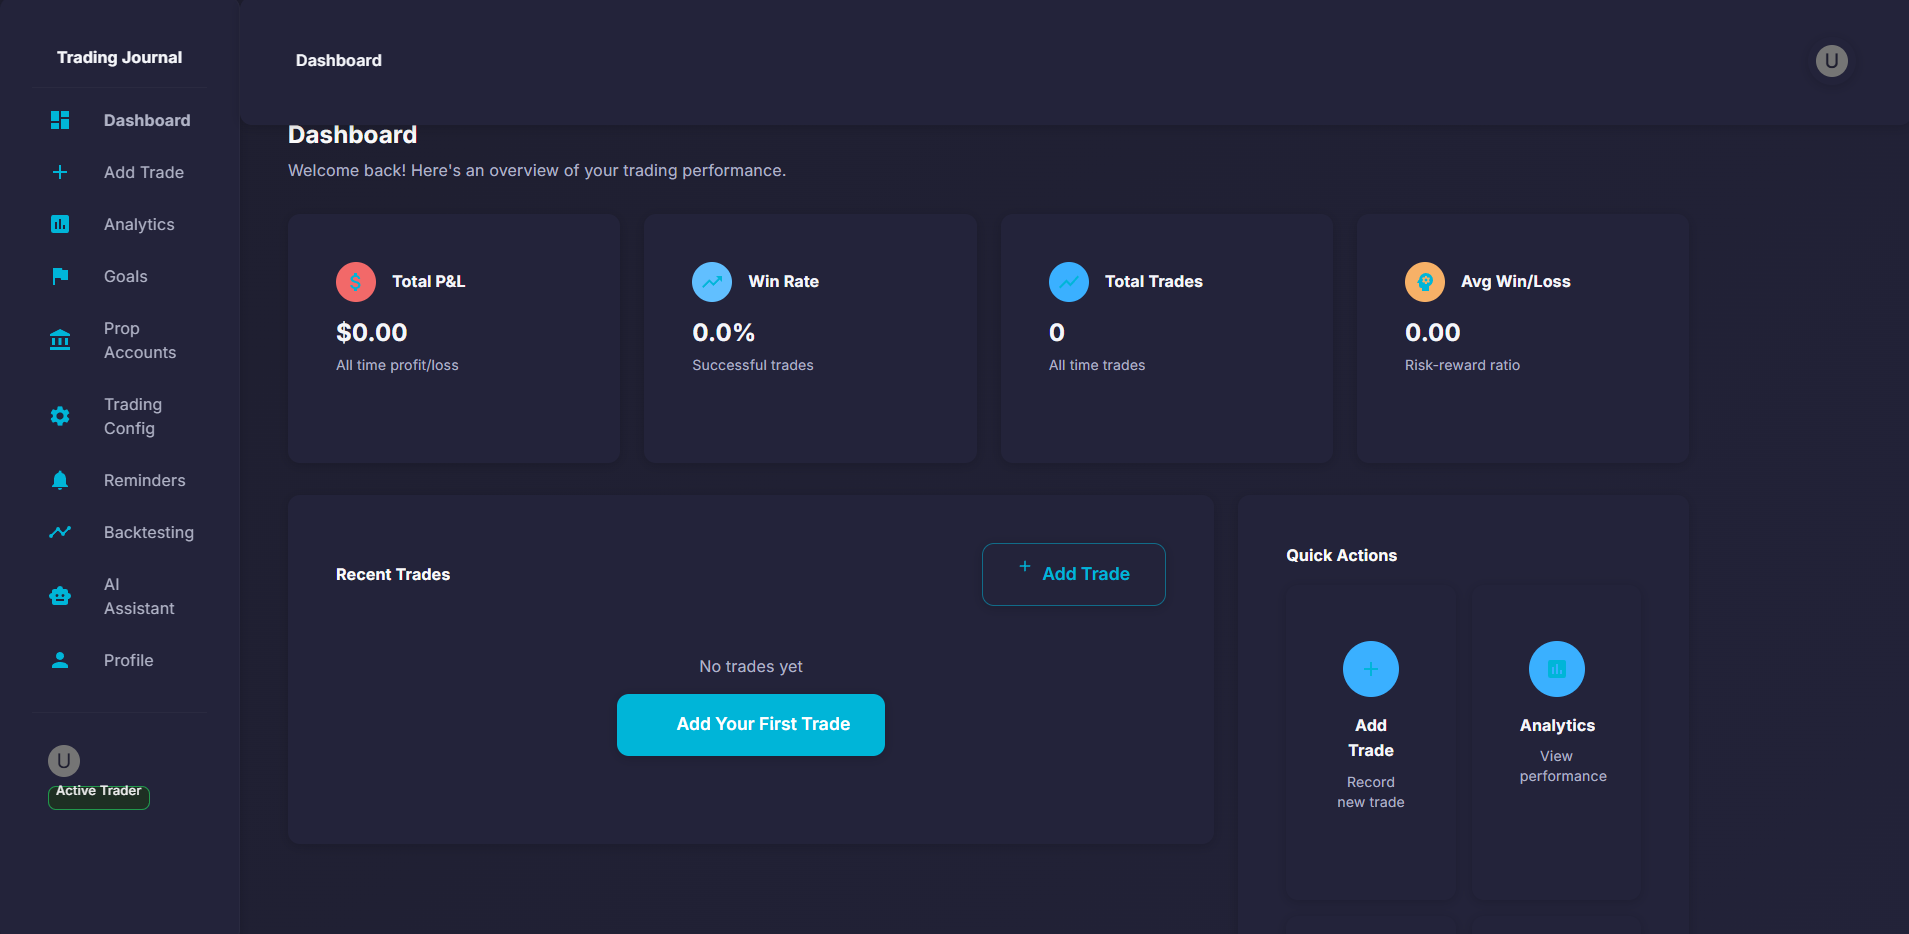 Trading Journal
Dashboard
Add Trade
Analytics
Goals
Prop
Accounts
Trading
Config
Reminders
Backtesting
AI
Assistant
Profile
U
Active Trader
Dashboard
U
Dashboard
Welcome back! Here's an overview of your trading performance.
$ Total P&L
$0.00
All time profit/loss
Win Rate
0.0%
Successful trades
Total Trades
0
All time trades
Avg Win/Loss
0.00
Risk-reward ratio
Recent Trades
+ Add Trade
No trades yet
Add Your First Trade
Quick Actions
Add
Trade
Record
new trade
Analytics
View
performance